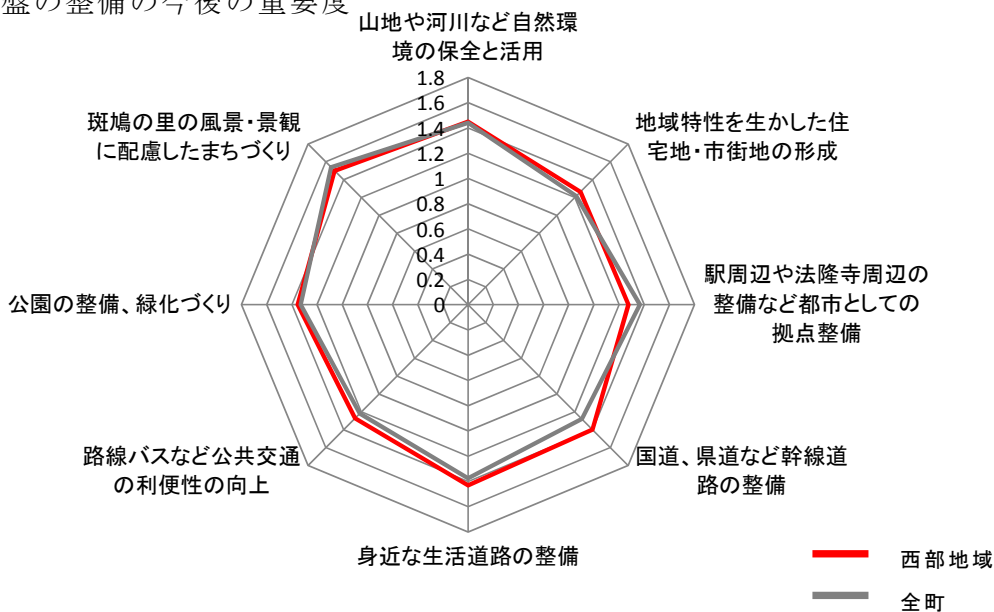 盤の整備の今後の重要度
山地や河川など自然環
境の保全と活用
地域特性を生かした住
宅地・市街地の形成
駅周辺や法隆寺周辺の
整備など都市としての
拠点整備
国道、県道など幹線道
路の整備
身近な生活道路の整備
路線バスなど公共交通
の利便性の向上
公園の整備、緑化づくり
斑鳩の里の風景・景観
に配慮したまちづくり
1.8
1.6
1.4
1.2
1
0.8
0.6
0.4
0.2
0
西部地域
全町